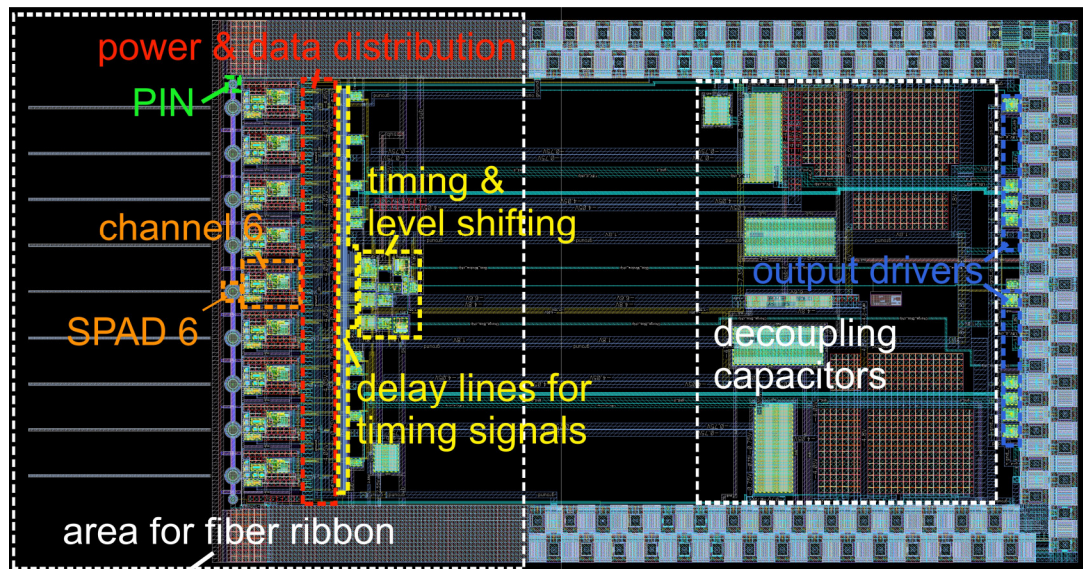 power & data distribution
PIN
timing &
level shifting
channel 6
SPAD 6
output drivers
decoupling
capacitors
delay lines for
timing signals
area for fiber ribbon